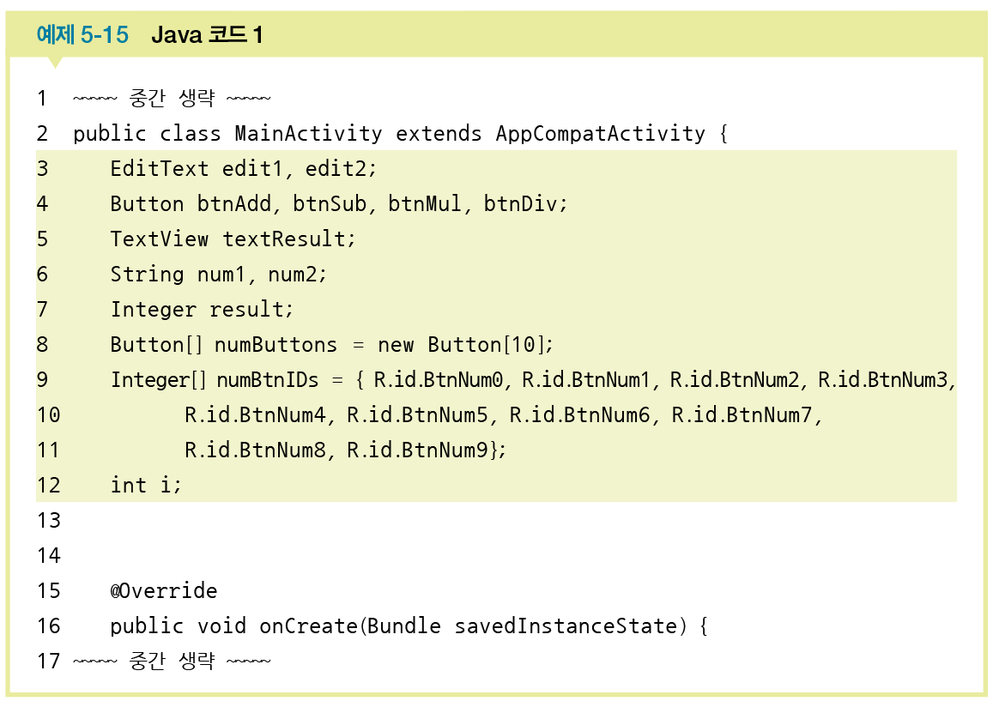 예제 5-15 Java 코드 1
1 ~~~~~ 중간 생략 ~~~~~
2 public class MainActivity extends AppCompatActivity {
3 EditText edit1, edit2;
4 Button btnAdd, btnSub, btnMul, btnDiv;
5 TextView textResult;
6 String num1, num2;
7 Integer result;
8 Button[] numButtons = new Button[10];
9 Integer[] numBtnIDs = { R.id.BtnNum0, R.id.BtnNum1, R.id.BtnNum2, R.id.BtnNum3,
10 R.id.BtnNum4, R.id.BtnNum5, R.id.BtnNum6, R.id.BtnNum7,
11 R.id.BtnNum8, R.id.BtnNum9};
12 int i;
13
14
15 @Override
16 public void onCreate(Bundle savedInstanceState) {
17 ~~~~~ 중간 생략 ~~~~~